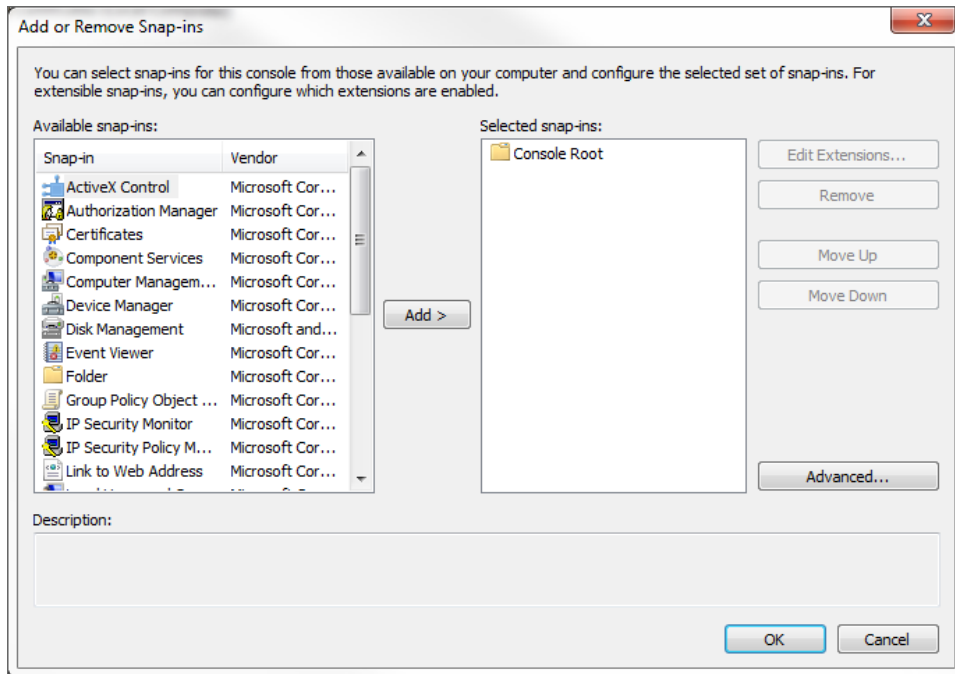 Add or Remove Snap-ins
You can select snap-ins for this console from those available on your computer and configure the selected set of snap-ins. For
extensible snap-ins, you can configure which extensions are enabled.
Available snap-ins:
Snap-in Vendor
ActiveX Control Microsoft Cor...
Authorization Manager Microsoft Cor...
Certificates Microsoft Cor...
Component Services Microsoft Cor...
Computer Managem... Microsoft Cor...
Device Manager Microsoft Cor...
Disk Management Microsoft and...
Event Viewer Microsoft Cor...
Folder Microsoft Cor...
Group Policy Object ... Microsoft Cor...
IP Security Monitor Microsoft Cor...
IP Security Policy M... Microsoft Cor...
Link to Web Address Microsoft Cor...
Add >
Selected snap-ins:
Console Root
Edit Extensions...
Remove
Move Up
Move Down
Advanced...
Description:
OK Cancel